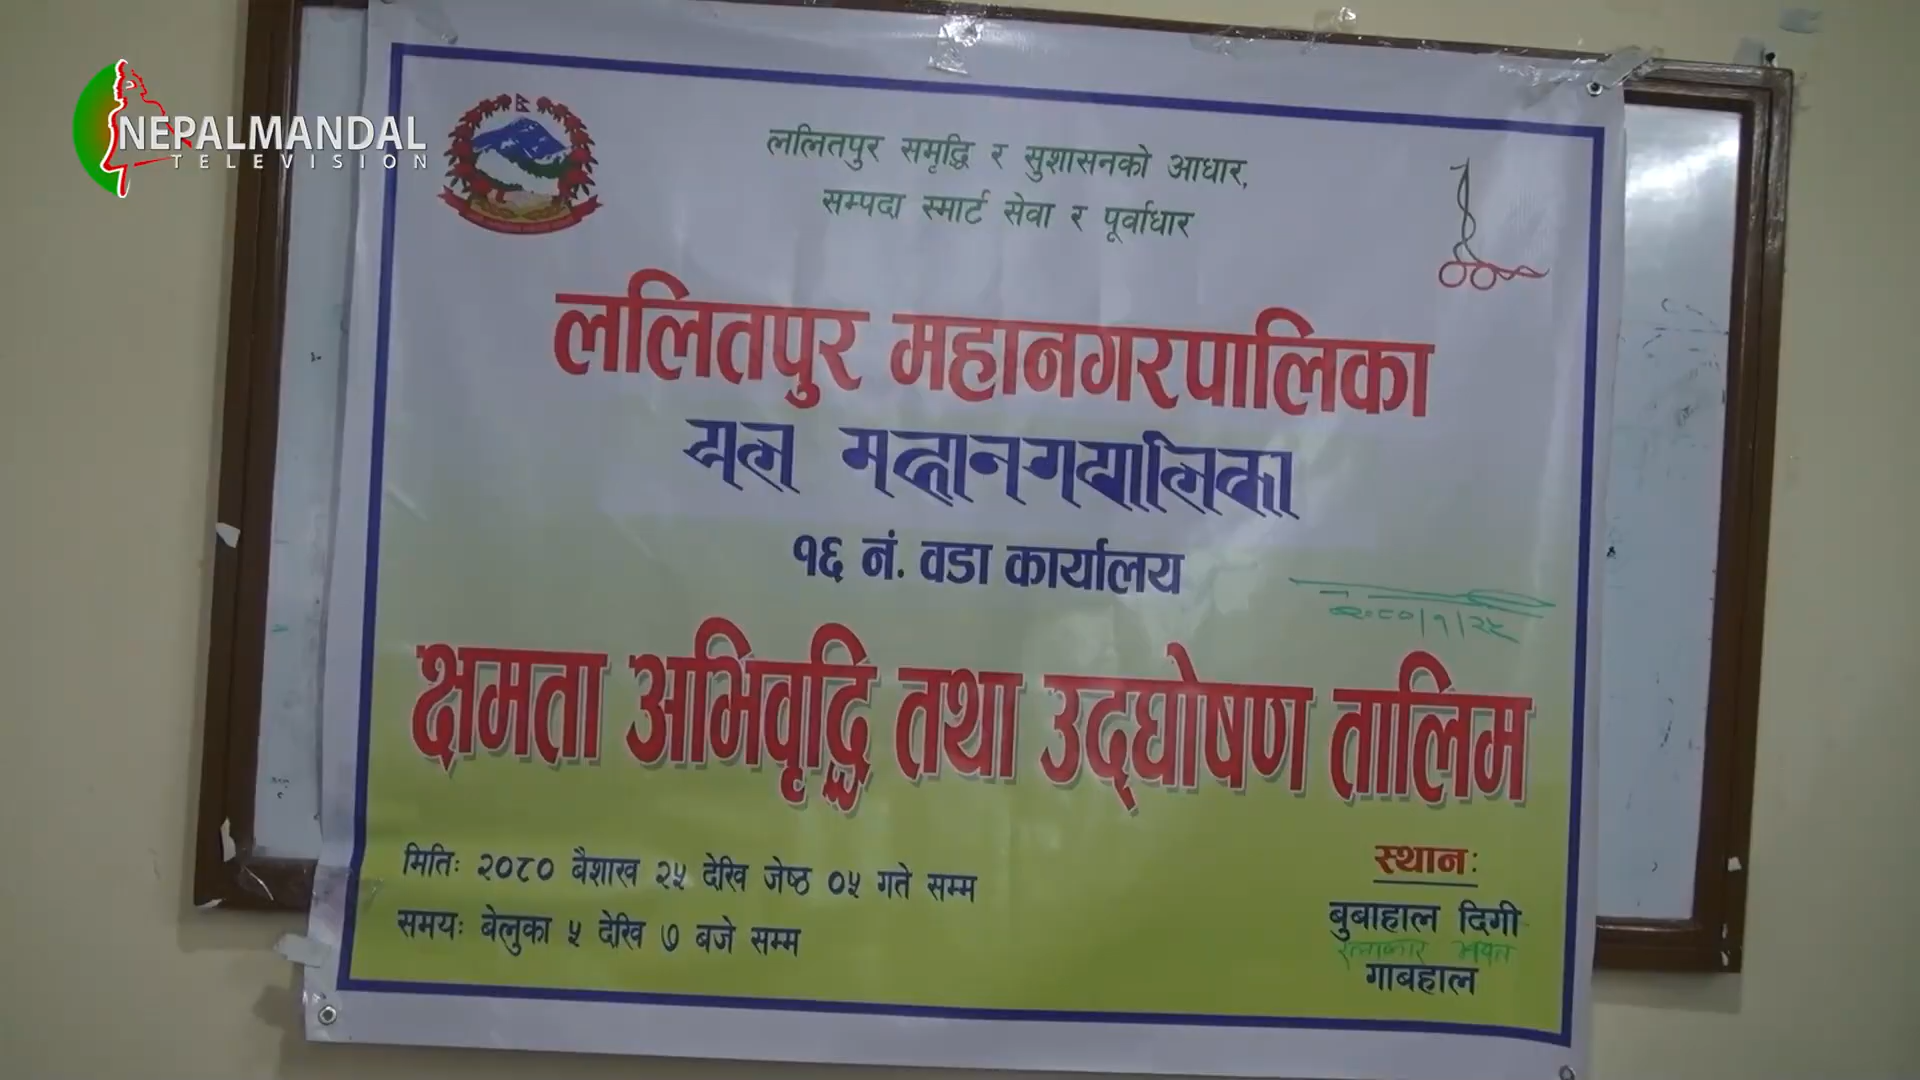 NEPALMANDAL
TELEVISION
ललितपुर समृद्धि र सुशासनको आधार,
सम्पदा स्मार्ट सेवा र पूर्वाधार
ललितपुर महानगरपालिका
१६ नं. वडा कार्यालय
२०८०/१/२५
क्षमता अभिवृद्धि तथा उद्घोषण तालिम
मितिः २०८० बैशाख २५ देखि जेष्ठ ०५ गते सम्म
समयः बेलुका ५ देखि ७ बजे सम्म
स्थानः
बुबाहाल दिगी
गाबहाल